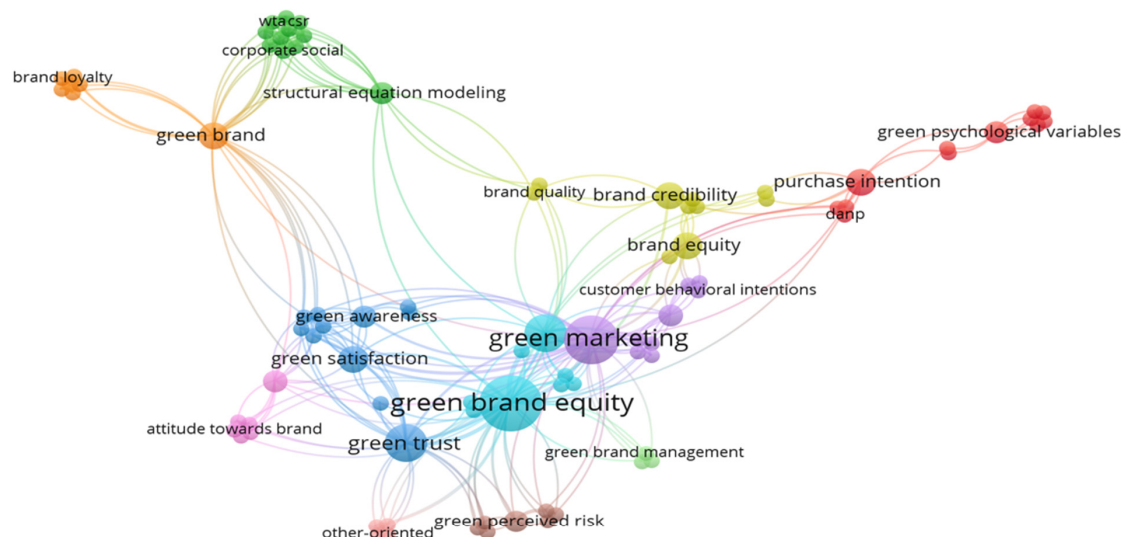 wtacsr
corporate social
brand loyalty
structural equation modeling
green brand
green psychological variables
purchase intention
brand quality
brand credibility
danp
brand equity
customer behavioral intentions
green awareness
green marketing
green satisfaction
green brand equity
attitude towards brand
green trust
green brand management
green perceived risk
other-oriented